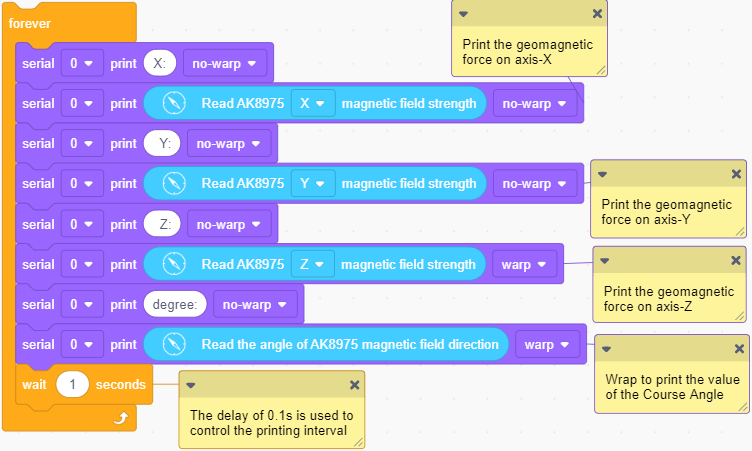 forever
serial 0 print X: no-warp
serial 0 print Read AK8975 X magnetic field strength no-warp
Print the geomagnetic
force on axis-X
serial 0 print Y: no-warp
serial 0 print Read AK8975 Y magnetic field strength no-warp
Print the geomagnetic
force on axis-Y
serial 0 print Z: no-warp
serial 0 print Read AK8975 Z magnetic field strength warp
Print the geomagnetic
force on axis-Z
serial 0 print degree: no-warp
serial 0 print Read the angle of AK8975 magnetic field direction warp
Wrap to print the value
of the Course Angle
wait 1 seconds
The delay of 0.1s is used to
control the printing interval